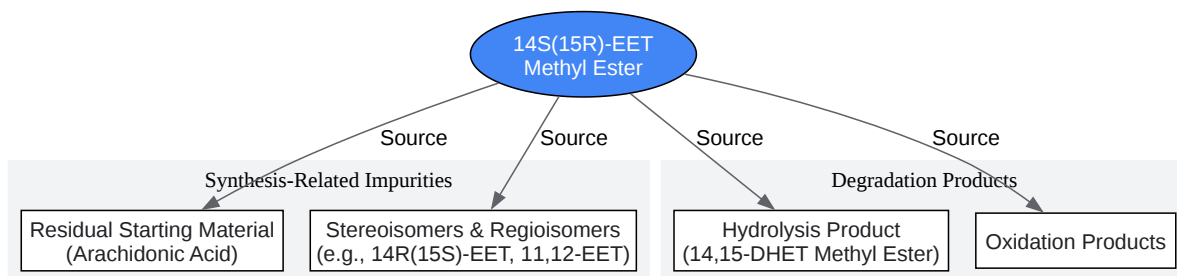 14S(15R)-EET
Methyl Ester
Source
Source
Source
Source
Synthesis-Related Impurities
Degradation Products
Residual Starting Material
(Arachidonic Acid)
Stereoisomers & Regioisomers
(e.g., 14R(15S)-EET, 11,12-EET)
Hydrolysis Product
(14,15-DHET Methyl Ester)
Oxidation Products